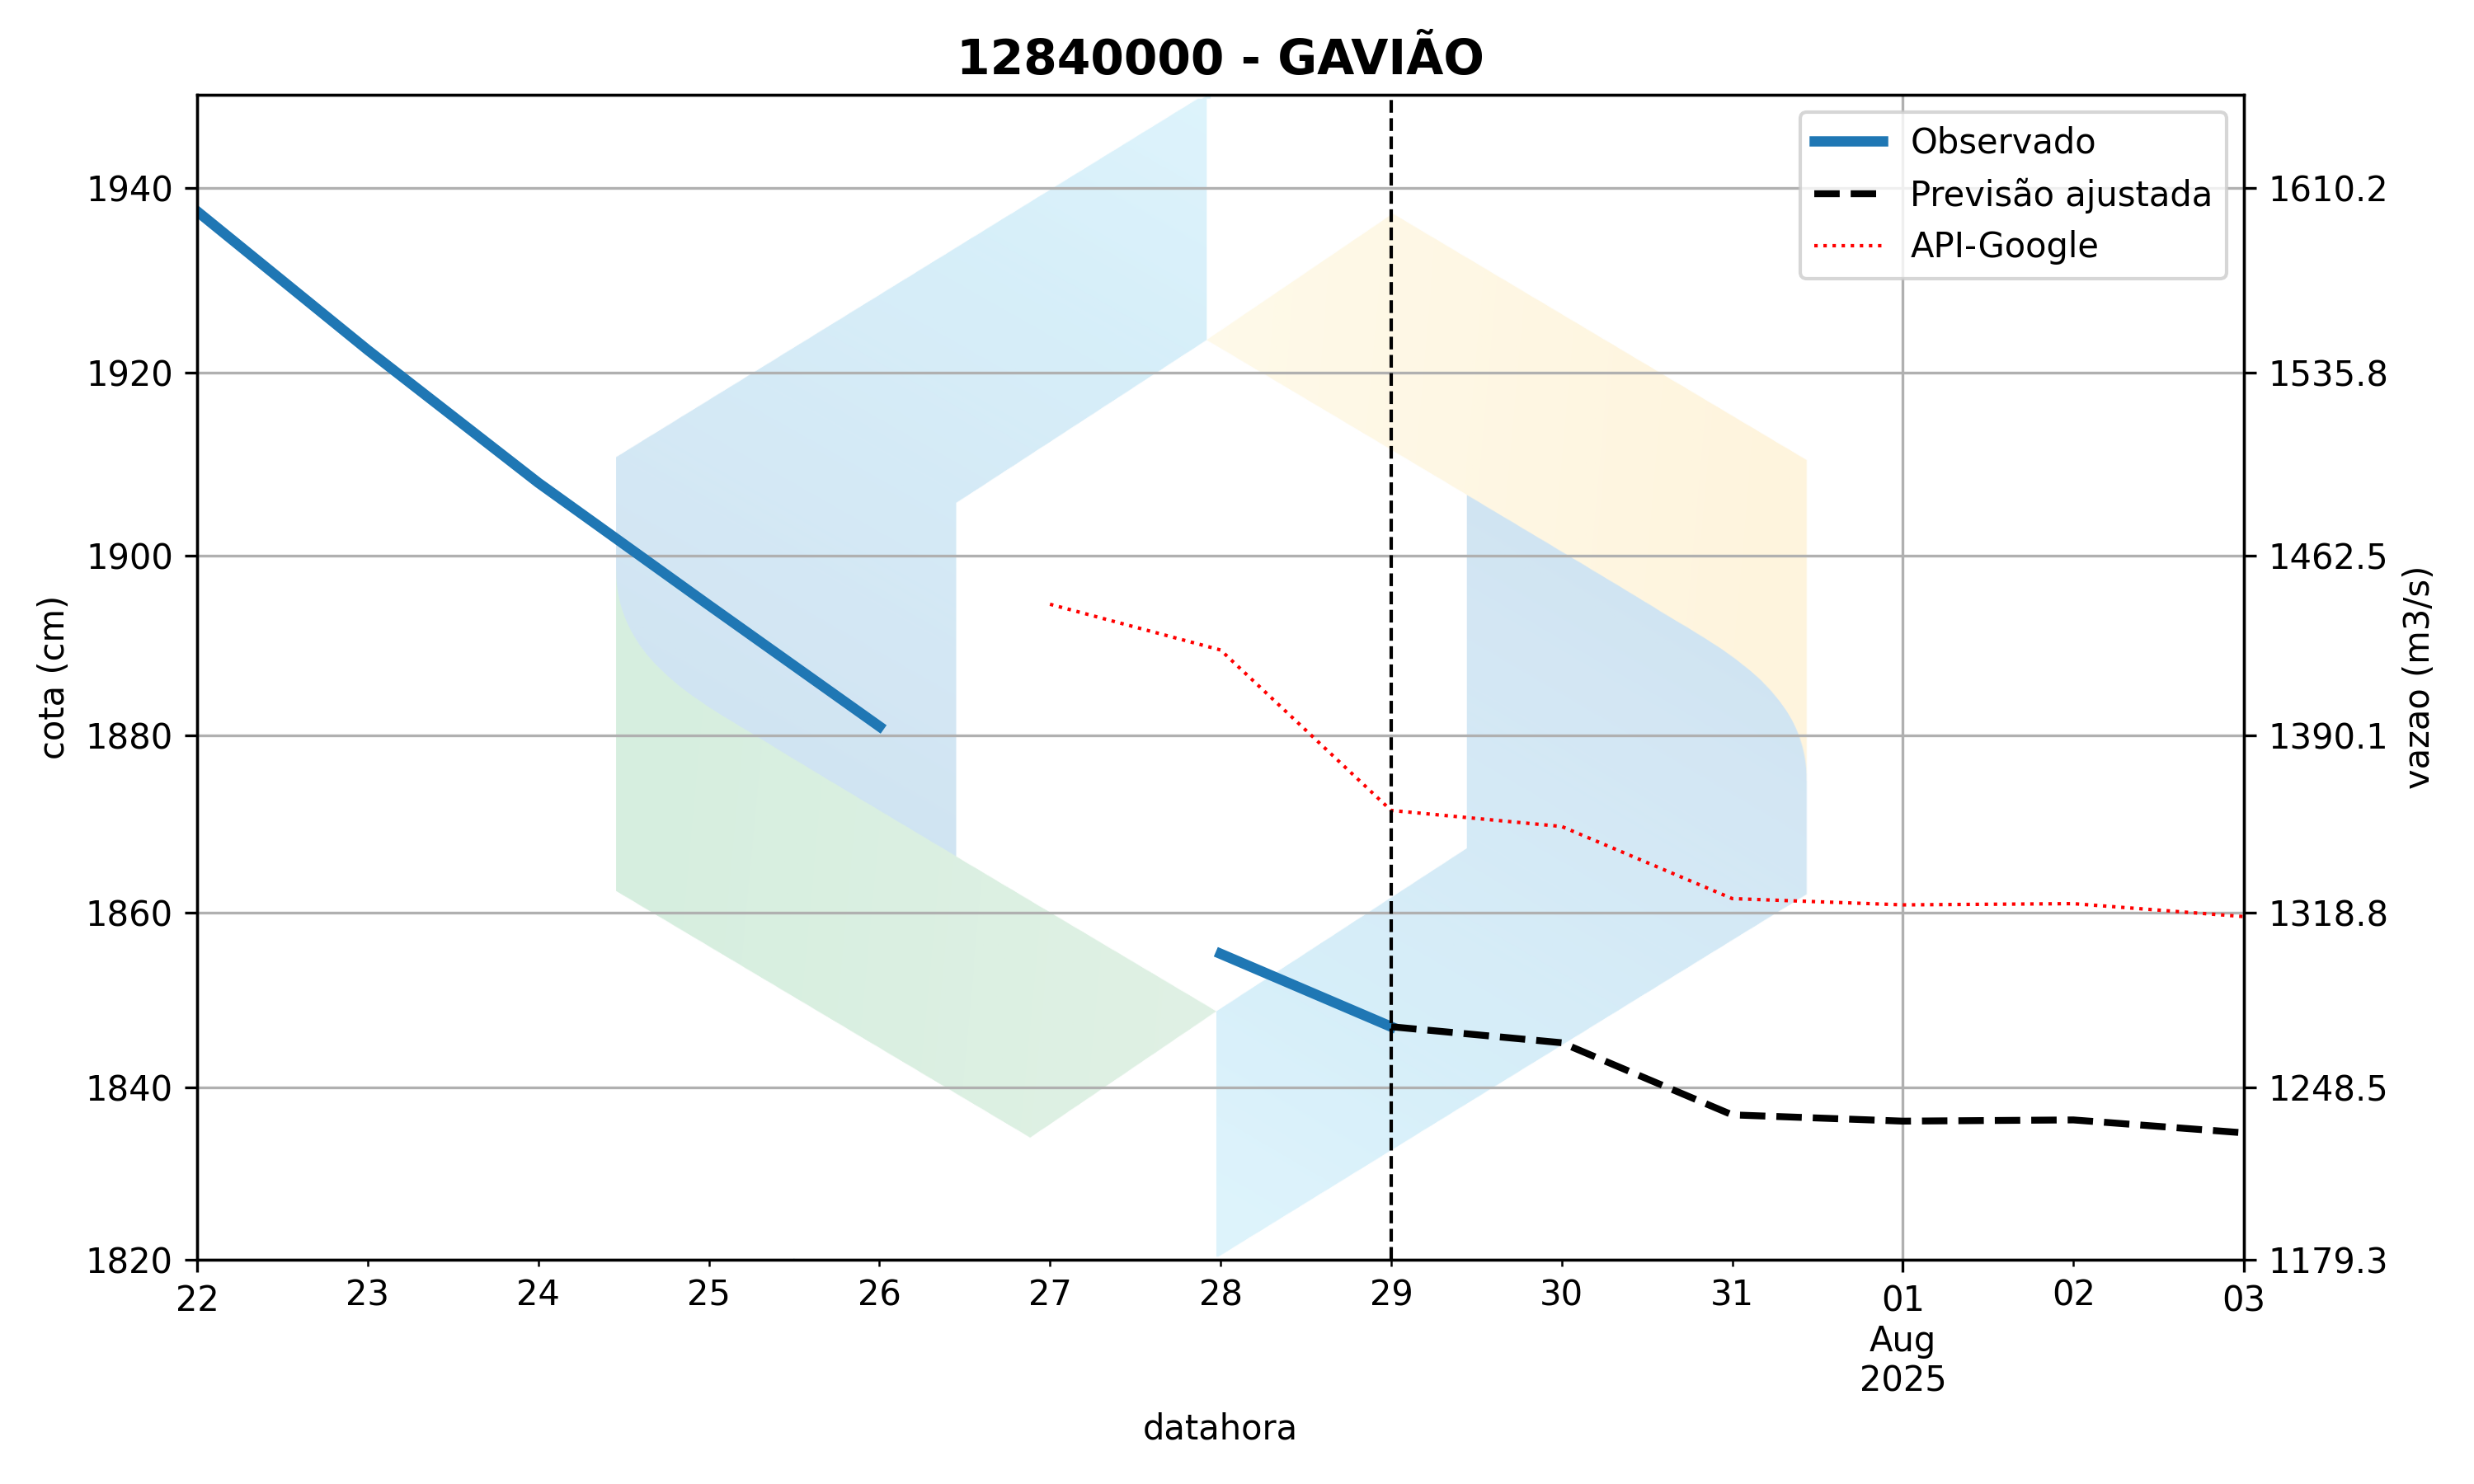 12840000 - GAVIÃO
Observado
Previsão ajustada
API-Google
1940
1920
1900
1880
1860
1840
1820
cota (cm)
1610.2
1535.8
1462.5
1390.1
1318.8
1248.5
1179.3
vazao (m3/s)
22 23 24 25 26 27 28 29 30 31 01 02 03
Aug
2025
datahora